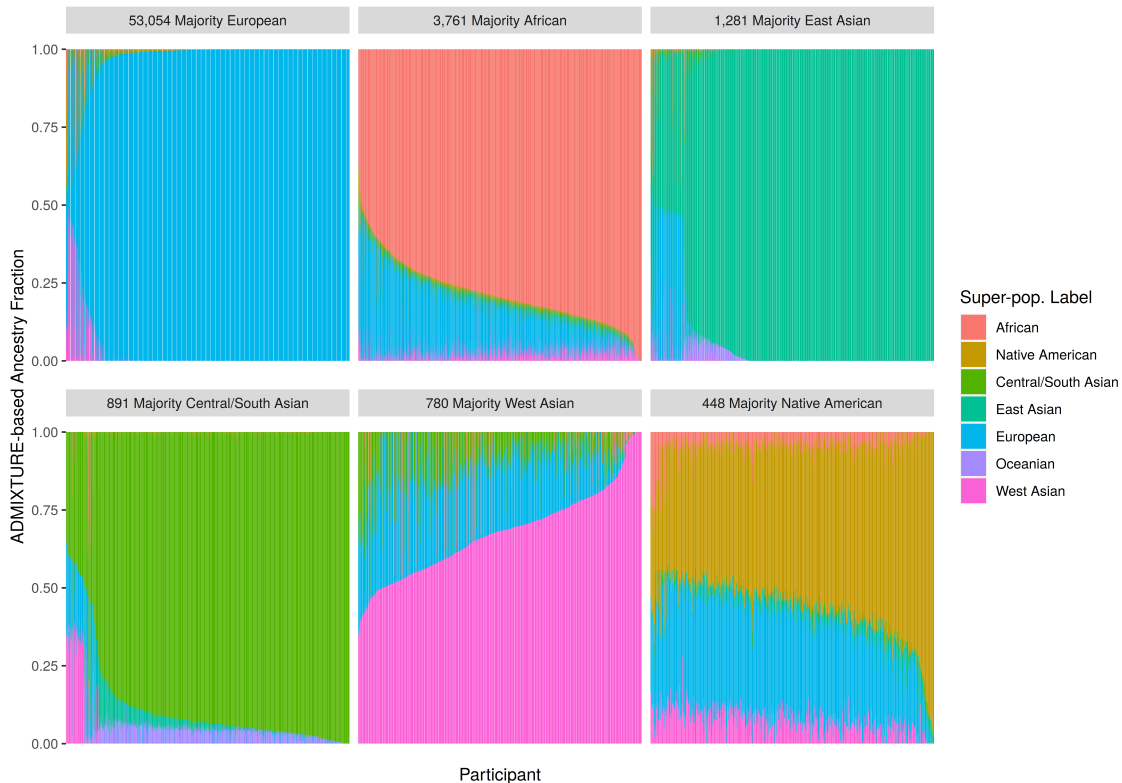 53,054 Majority European
3,761 Majority African
1,281 Majority East Asian
1.00
0.75
0.50
0.25
0.00
891 Majority Central/South Asian
780 Majority West Asian
448 Majority Native American
1.00
0.75
0.50
0.25
0.00
ADMIXTURE-based Ancestry Fraction
Participant
Super-pop. Label
African
Native American
Central/South Asian
East Asian
European
Oceanian
West Asian